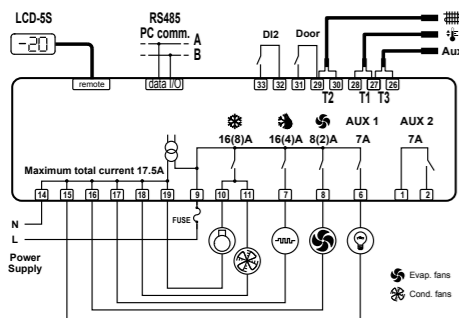 LCD-5S
-20
RS485
PC comm.
A
B
DI2
Door
remote
data I/O
33 32 31 29 30 28 27 26
T2 T1 T3
Aux
16(8)A
16(4)A
8(2)A
AUX 1
7A
AUX 2
7A
Maximum total current 17.5A
14 15 16 17 18 19 9 10 11 7 8 6 1 2
N
L
FUSE
Power
Supply
Evap. fans
Cond. fans